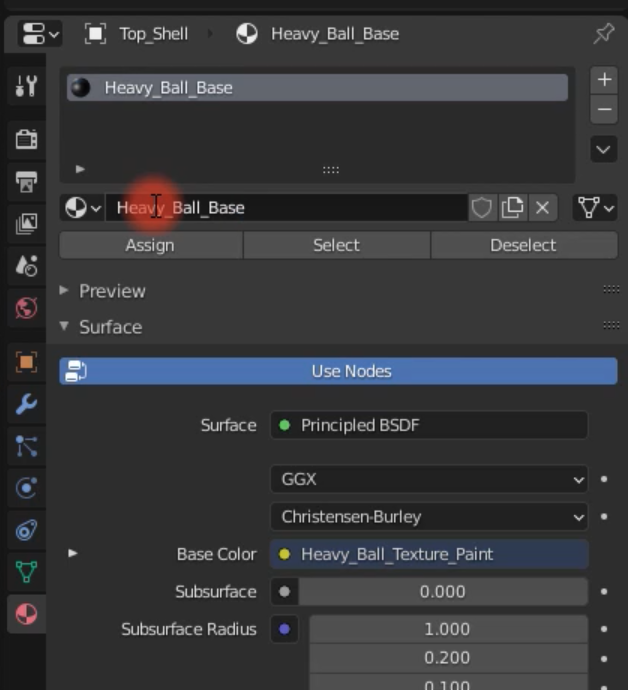 Top_Shell Heavy_Ball_Base
Heavy_Ball_Base
Heavy_Ball_Base
Assign Select Deselect
Preview
Surface
Use Nodes
Surface Principled BSDF
GGX
Christensen-Burley
Base Color Heavy_Ball_Texture_Paint
Subsurface 0.000
Subsurface Radius 1.000
0.200
0.100